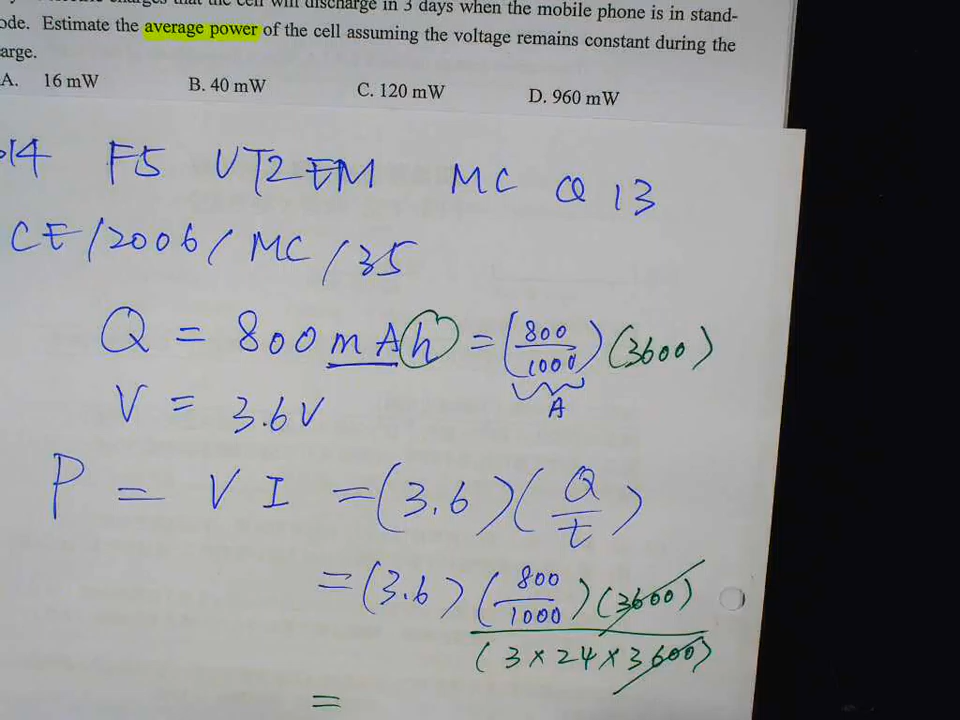 that the cell will discharge in 3 days when the mobile phone is in stand-
ode. Estimate the average power of the cell assuming the voltage remains constant during the
arge.
A. 16 mW B. 40 mW C. 120 mW D. 960 mW
014 F5 UT2 EM MC Q 13
CE/2006/MC/35
Q = 800 mAh = (800/1000) (3600)
A
V = 3.6V
P = VI = (3.6) (Q/t)
= (3.6) (800/1000) (3600) / (3 × 24 × 3600)
=